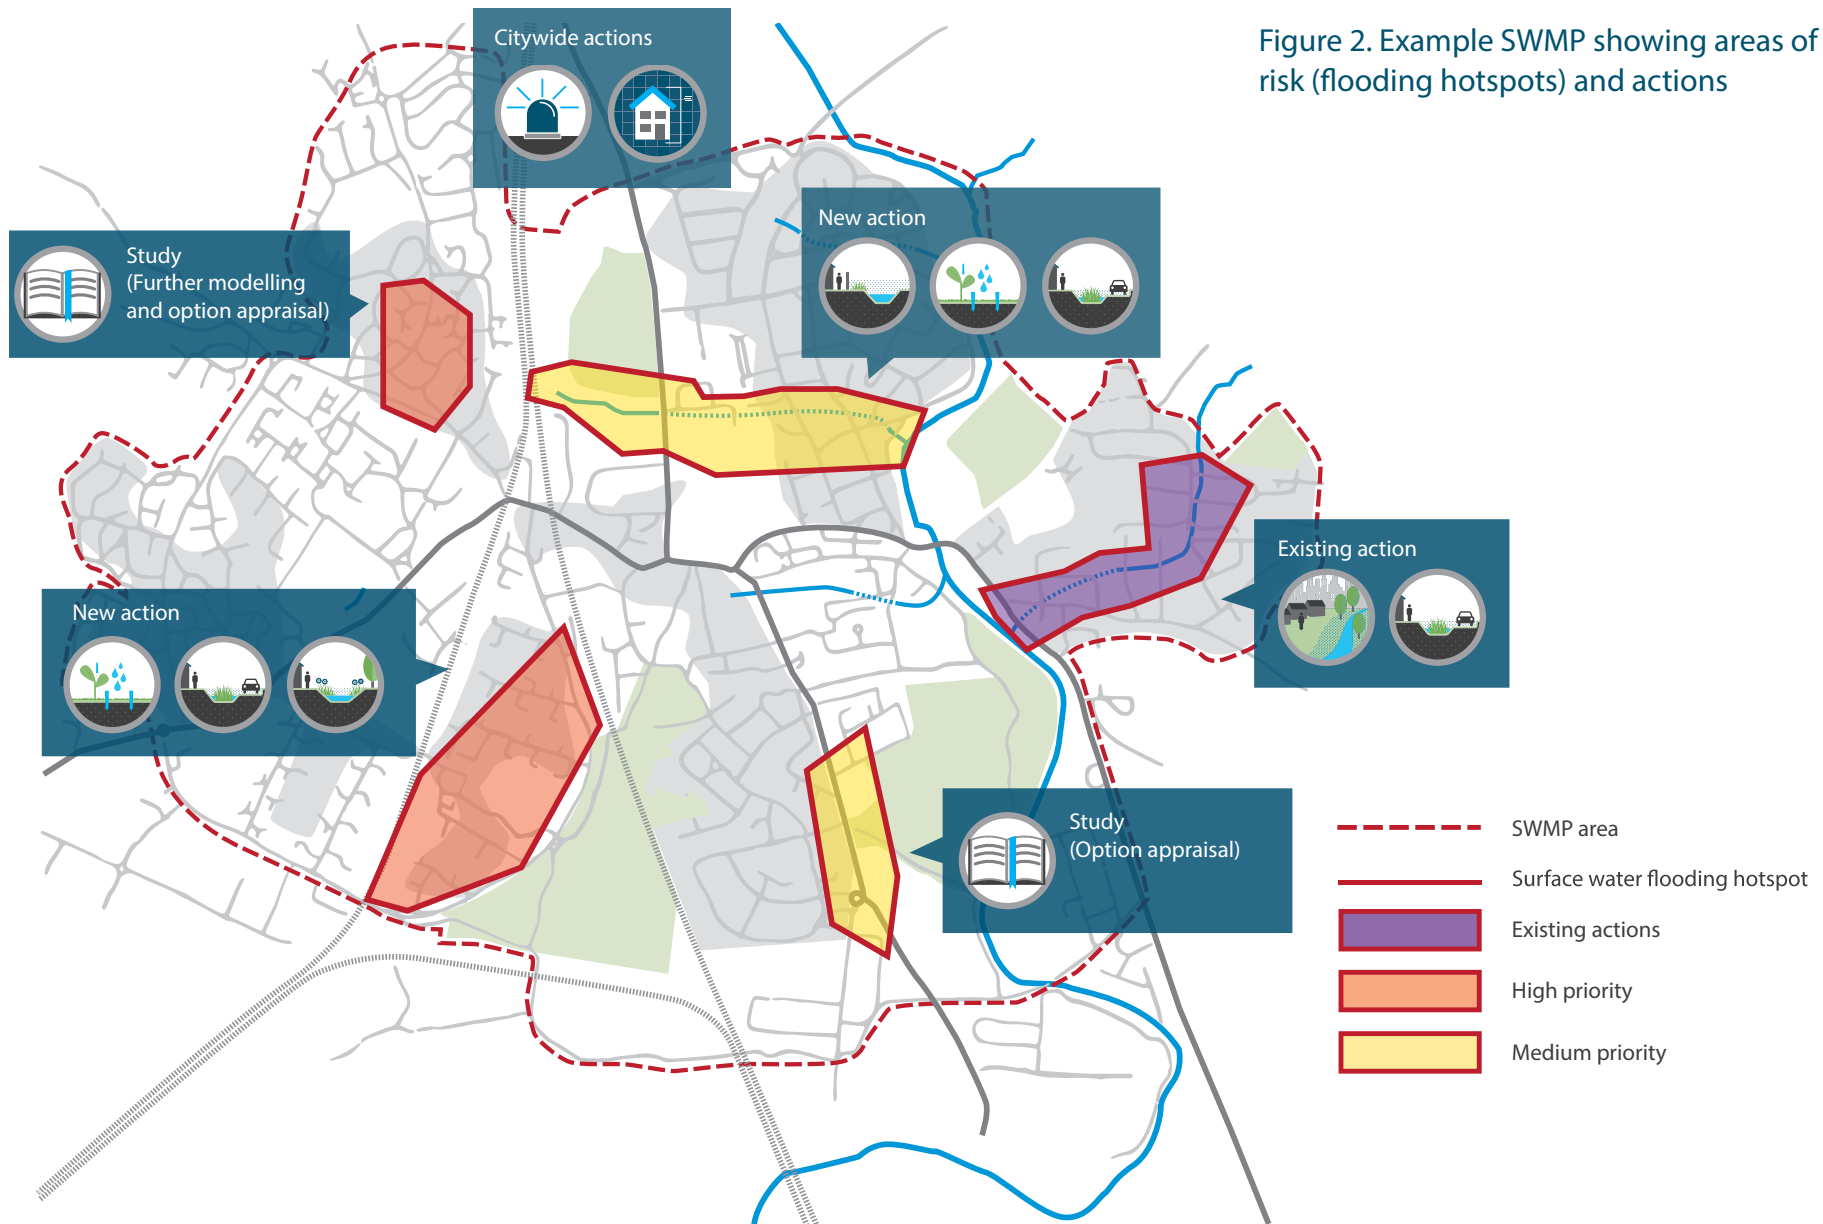 Figure 2. Example SWMP showing areas of
risk (flooding hotspots) and actions
Citywide actions
New action
Study
(Further modelling
and option appraisal)
Existing action
New action
Study
(Option appraisal)
SWMP area
Surface water flooding hotspot
Existing actions
High priority
Medium priority